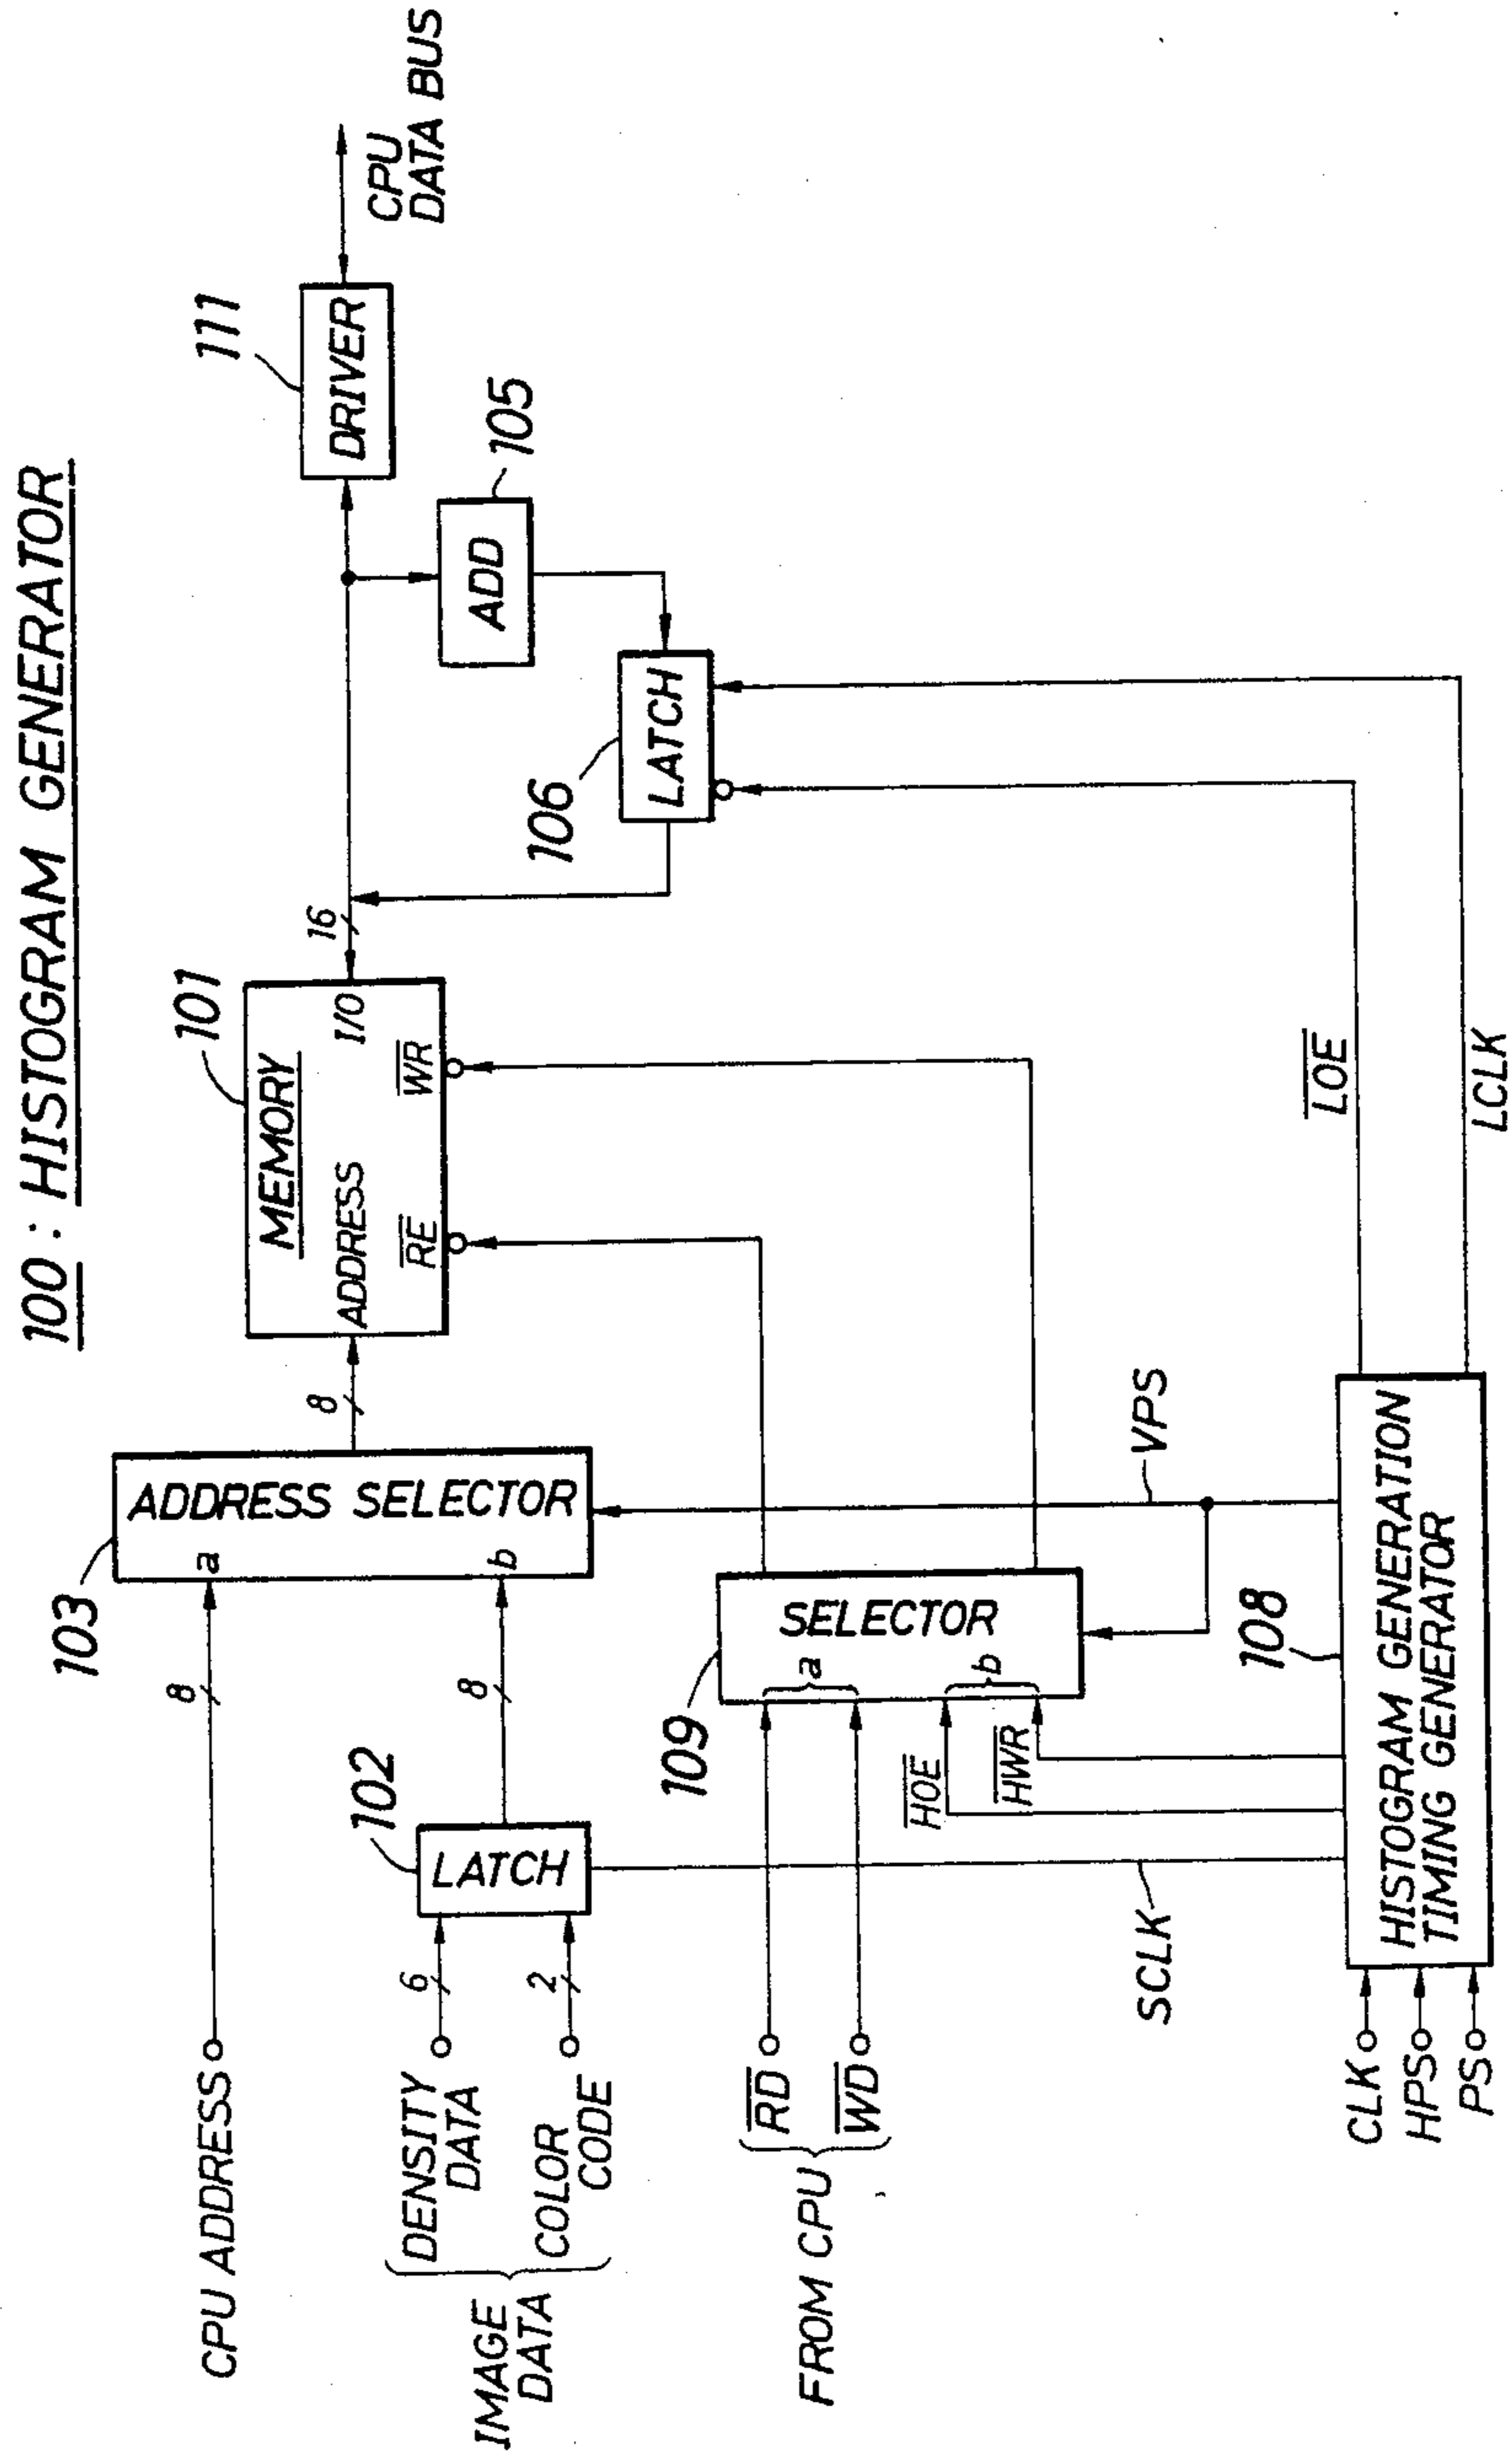 100 : HISTOGRAM GENERATOR
CPU ADDRESS
8
103
ADDRESS SELECTOR
a
b
8
101
MEMORY
ADDRESS
I/O
RE
WR
16
111
DRIVER
CPU
DATA BUS
105
ADD
106
LATCH
IMAGE
DATA
DENSITY
DATA
COLOR
CODE
6
2
102
LATCH
8
FROM CPU
RD
WD
109
SELECTOR
a
b
HOE
HWR
VPS
SCLK
108
HISTOGRAM GENERATION
TIMING GENERATOR
CLK
HPS
PS
LOE
LCLK